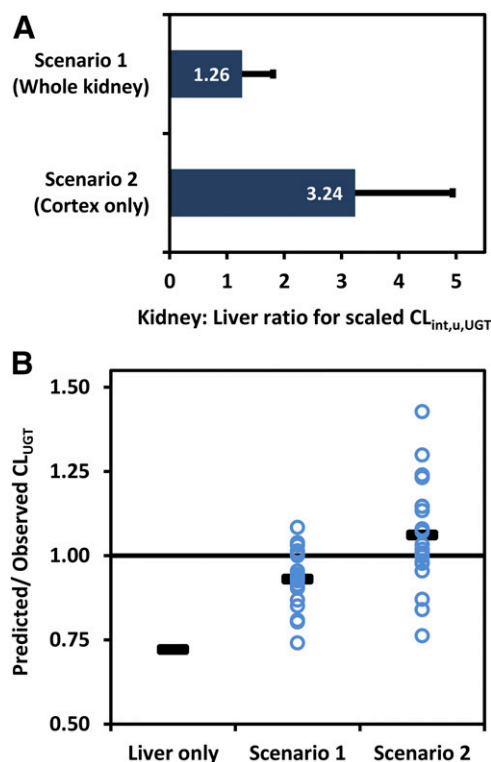 A
Scenario 1
(Whole kidney)
1.26
Scenario 2
(Cortex only)
3.24
0 1 2 3 4 5
Kidney: Liver ratio for scaled CLint,u,UGT
B
Predicted/ Observed CLUGT
1.50
1.25
1.00
0.75
0.50
Liver only Scenario 1 Scenario 2